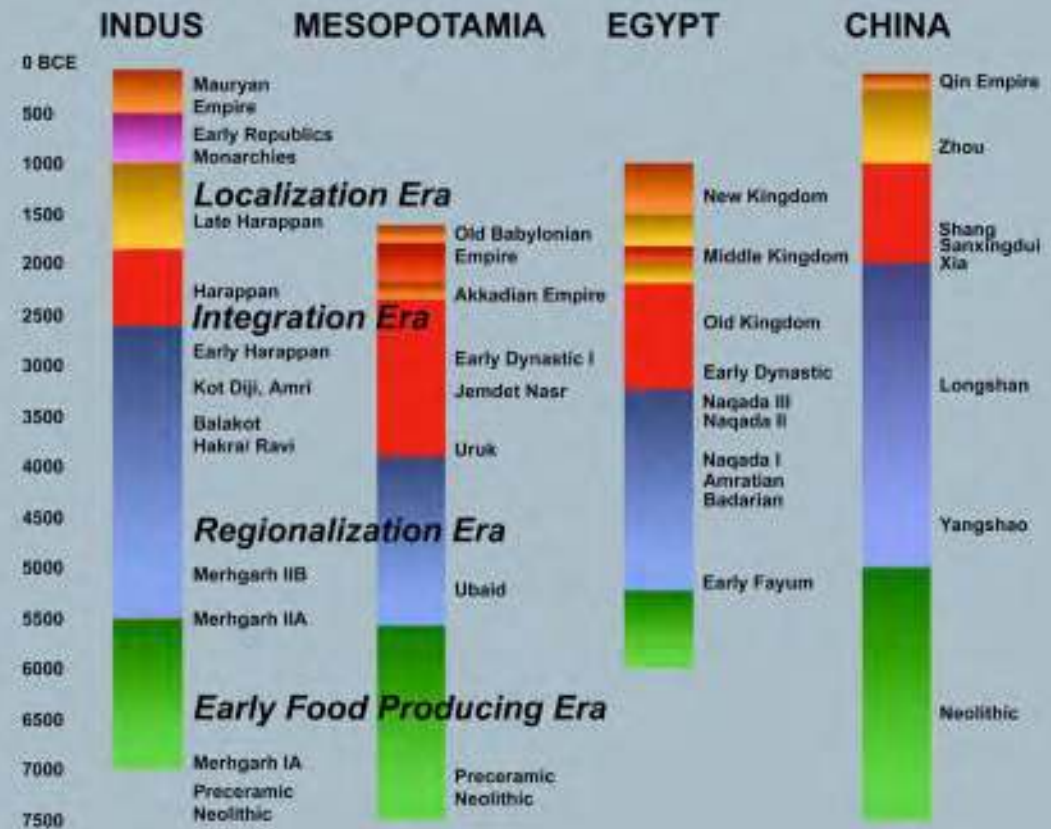 INDUS
MESOPOTAMIA
EGYPT
CHINA
0 BCE
500
1000
1500
2000
2500
3000
3500
4000
4500
5000
5500
6000
6500
7000
7500
Mauryan
Empire
Early Republics
Monarchies
Localization Era
Late Harappan
Harappan
Integration Era
Early Harappan
Kot Diji, Amri
Balakot
Hakra/ Ravi
Regionalization Era
Merhgarh IIB
Merhgarh IIA
Early Food Producing Era
Merhgarh IA
Preceramic
Neolithic
Old Babylonian
Empire
Akkadian Empire
Early Dynastic I
Jemdet Nasr
Uruk
Ubaid
Preceramic
Neolithic
New Kingdom
Middle Kingdom
Old Kingdom
Early Dynastic
Naqada III
Naqada II
Naqada I
Amratian
Badarian
Early Fayum
Qin Empire
Zhou
Shang
Sanxingdui
Xia
Longshan
Yangshao
Neolithic